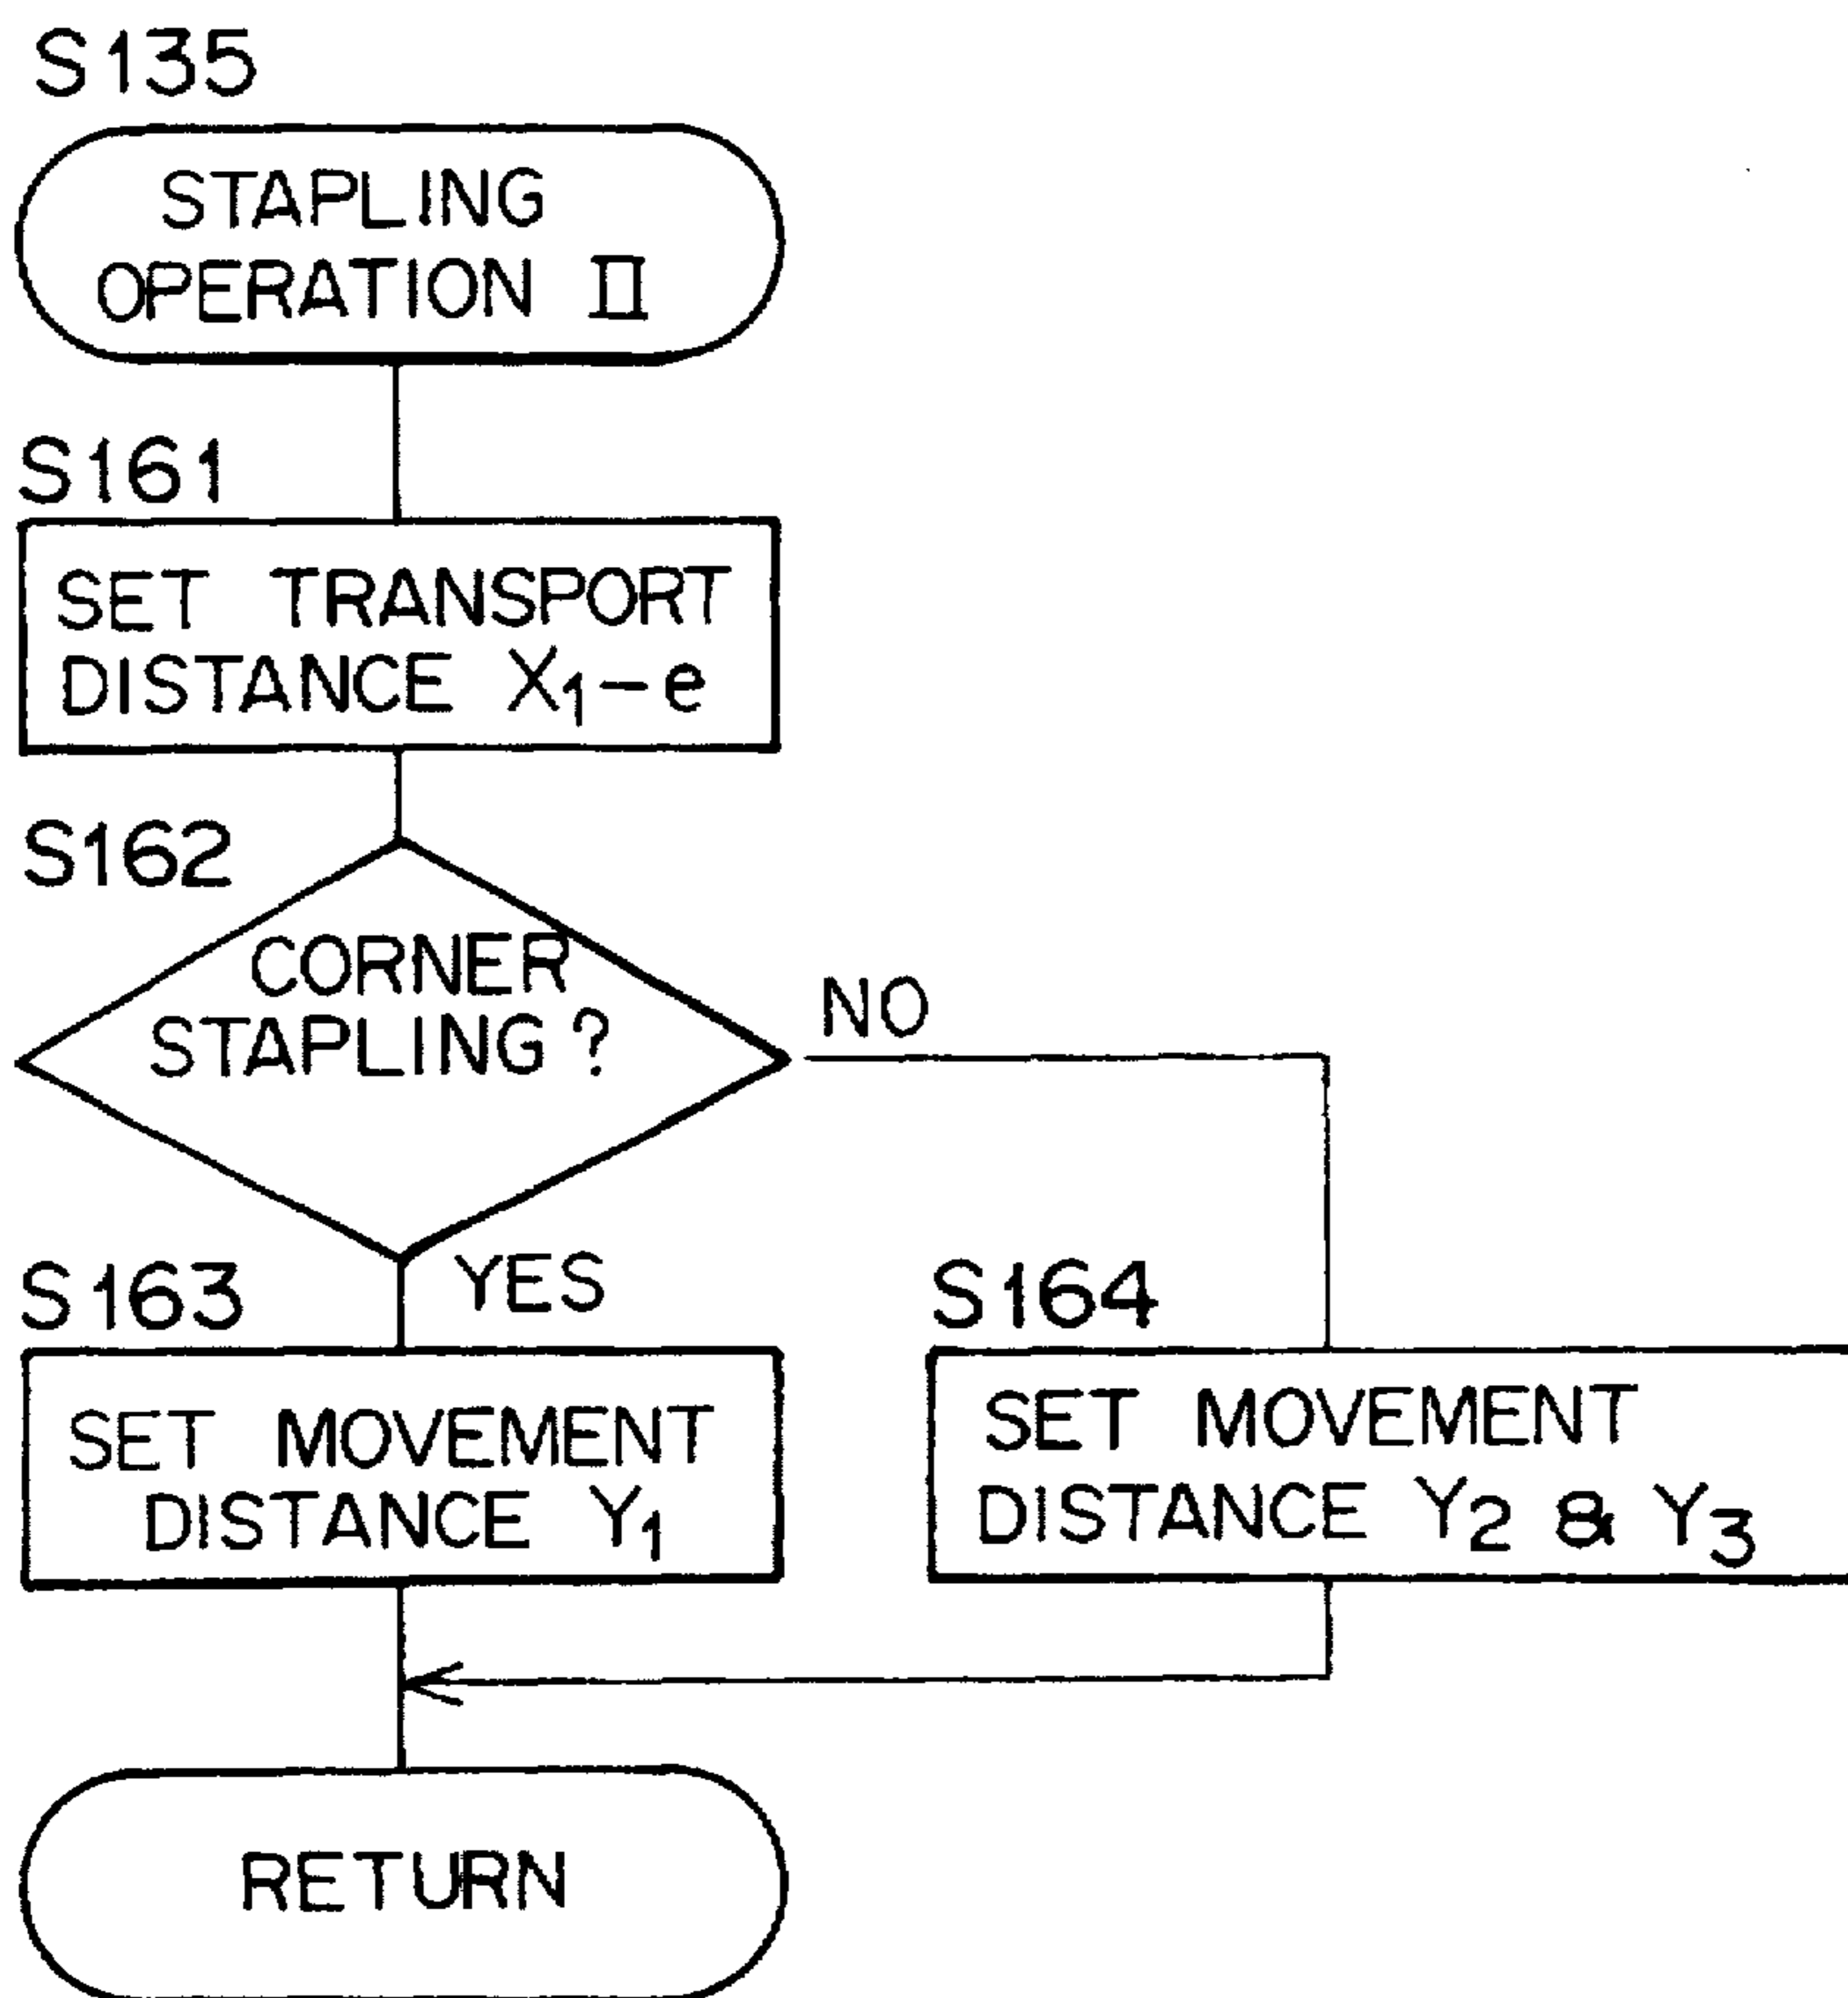 S135
STAPLING
OPERATION II
S161
SET TRANSPORT
DISTANCE X1-e
S162
CORNER
STAPLING?
NO
YES
S163
SET MOVEMENT
DISTANCE Y1
S164
SET MOVEMENT
DISTANCE Y2 & Y3
RETURN